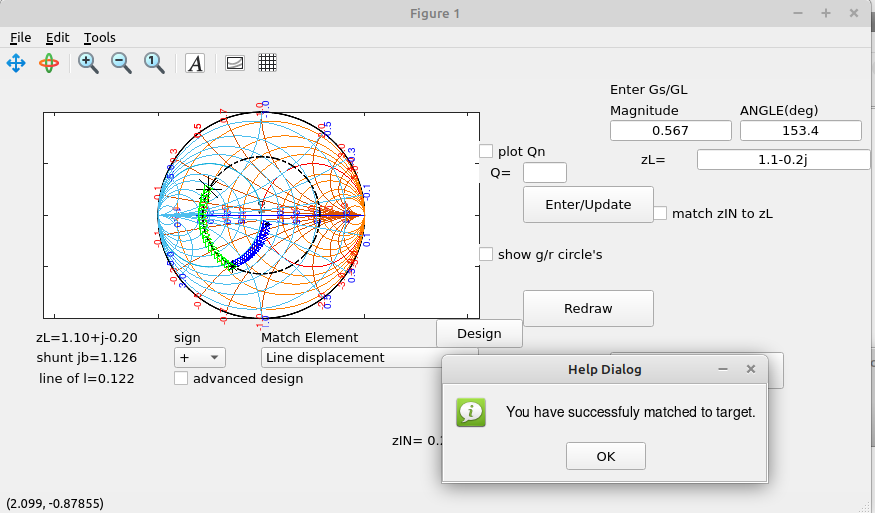 Figure 1
File Edit Tools
Enter Gs/GL
Magnitude ANGLE(deg)
0.567 153.4
plot Qn
zL= 1.1-0.2j
Q=
Enter/Update
match zIN to zL
show g/r circle's
Redraw
zL=1.10+j-0.20 sign Match Element Design
shunt jb=1.126 + Line displacement
line of l=0.122 advanced design
Help Dialog
You have successfuly matched to target.
OK
zIN= 0.
(2.099, -0.87855)